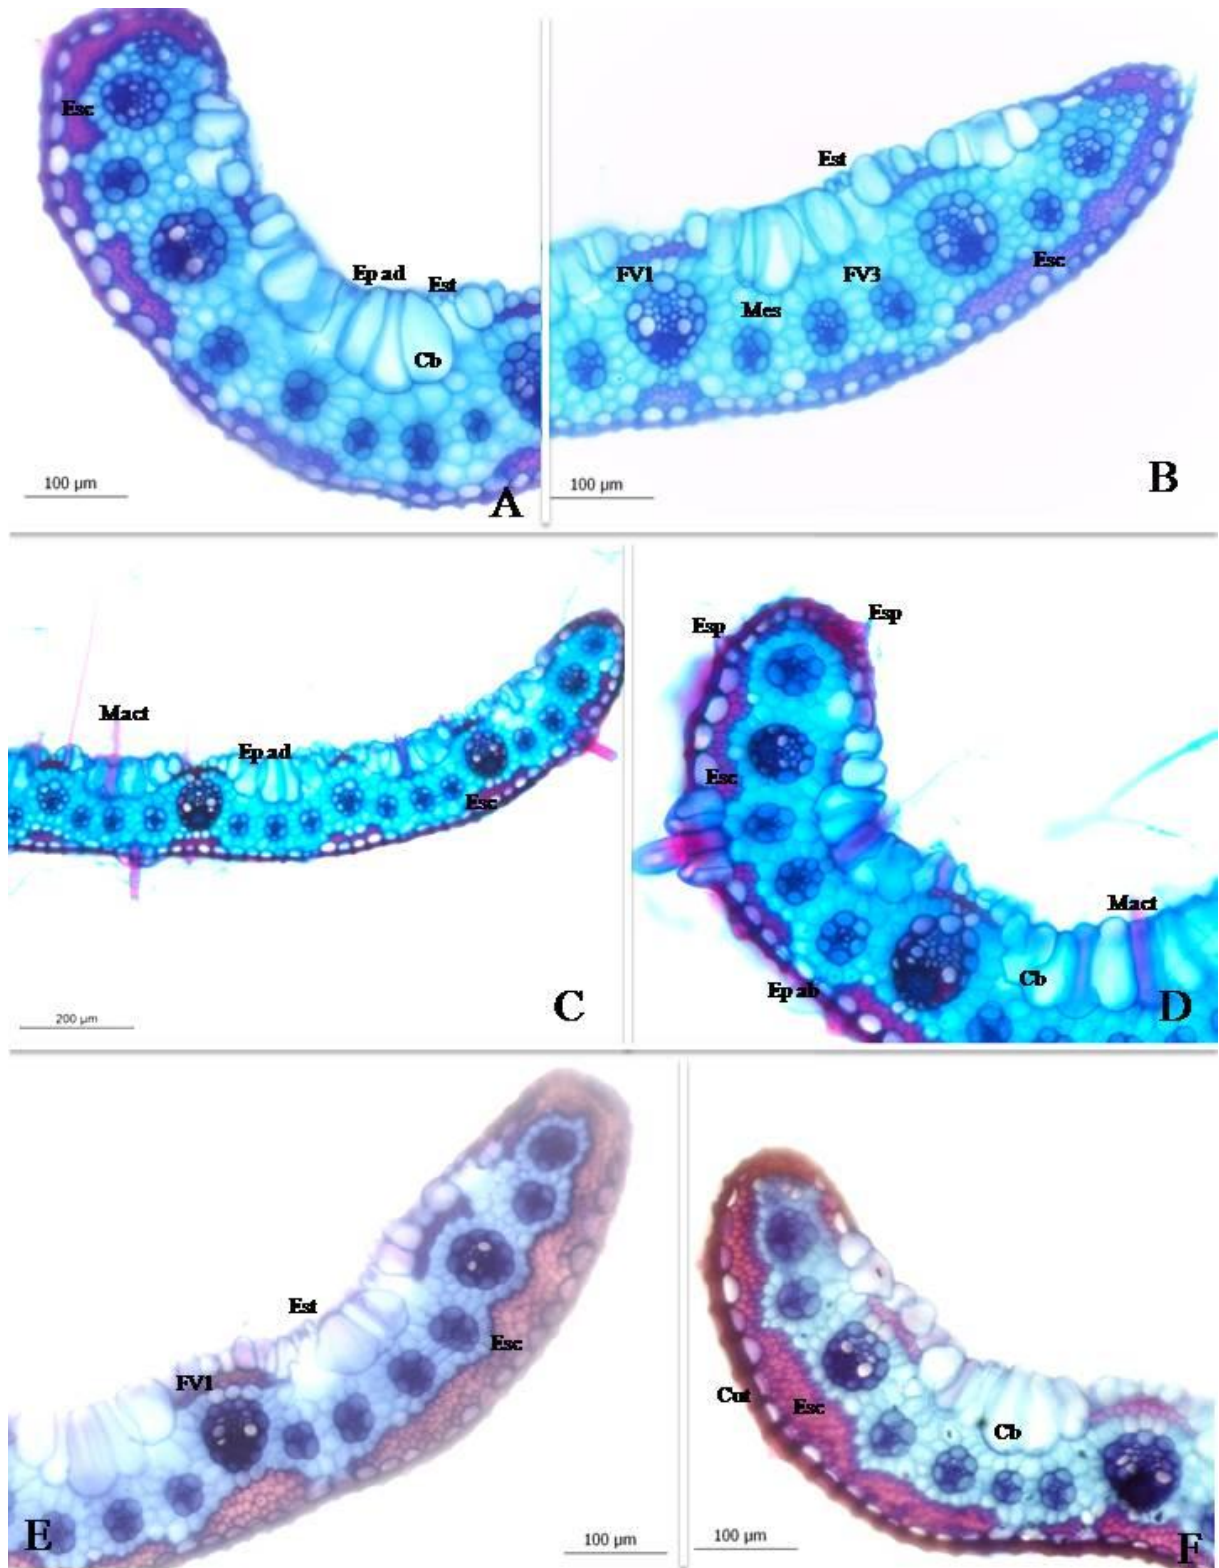 Esc
Ep ad
Est
Cb
100 µm
A
Est
FV1
FV3
Esc
Mes
100 µm
B
Mact
Ep ad
Esc
200 µm
C
Esp
Esp
Esc
Mact
Cb
Ep ab
D
Est
Esc
FV1
E
100 µm
Cut
Esc
Cb
100 µm
F